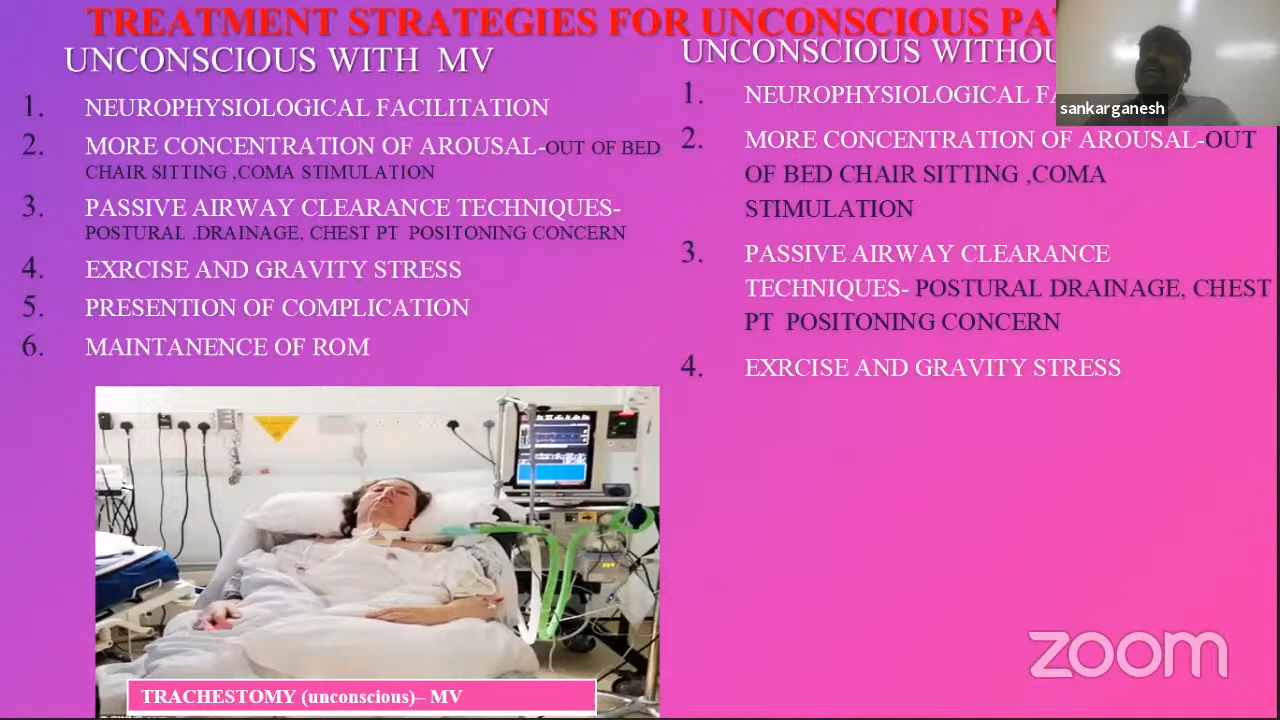 TREATMENT STRATEGIES FOR UNCONSCIOUS
UNCONSCIOUS WITH MV
1. NEUROPHYSIOLOGICAL FACILITATION
2. MORE CONCENTRATION OF AROUSAL-OUT OF BED
CHAIR SITTING ,COMA STIMULATION
3. PASSIVE AIRWAY CLEARANCE TECHNIQUES-
POSTURAL .DRAINAGE, CHEST PT POSITONING CONCERN
4. EXRCISE AND GRAVITY STRESS
5. PRESENTION OF COMPLICATION
6. MAINTANENCE OF ROM
TRACHESTOMY (unconscious)– MV
UNCONSCIOUS
1. NEUROPHYSIOLOGICAL
2. MORE CONCENTRATION OF AROUSAL-OUT
OF BED CHAIR SITTING ,COMA
STIMULATION
3. PASSIVE AIRWAY CLEARANCE
TECHNIQUES- POSTURAL DRAINAGE, CHEST
PT POSITONING CONCERN
4. EXRCISE AND GRAVITY STRESS
sankarganesh
zoom